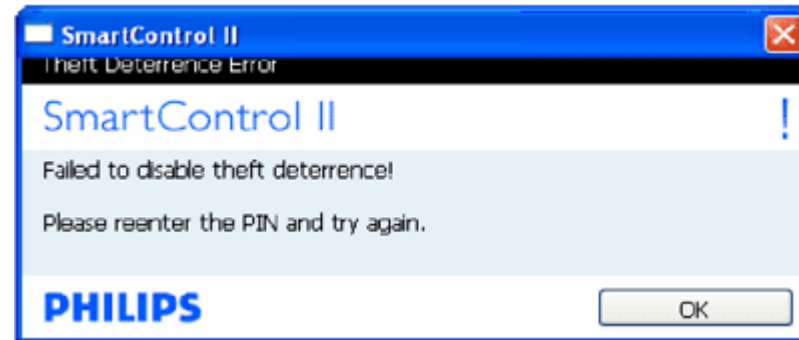 SmartControl II
Theft Deterrence Error
SmartControl II !
Failed to disable theft deterrence!
Please reenter the PIN and try again.
PHILIPS
OK